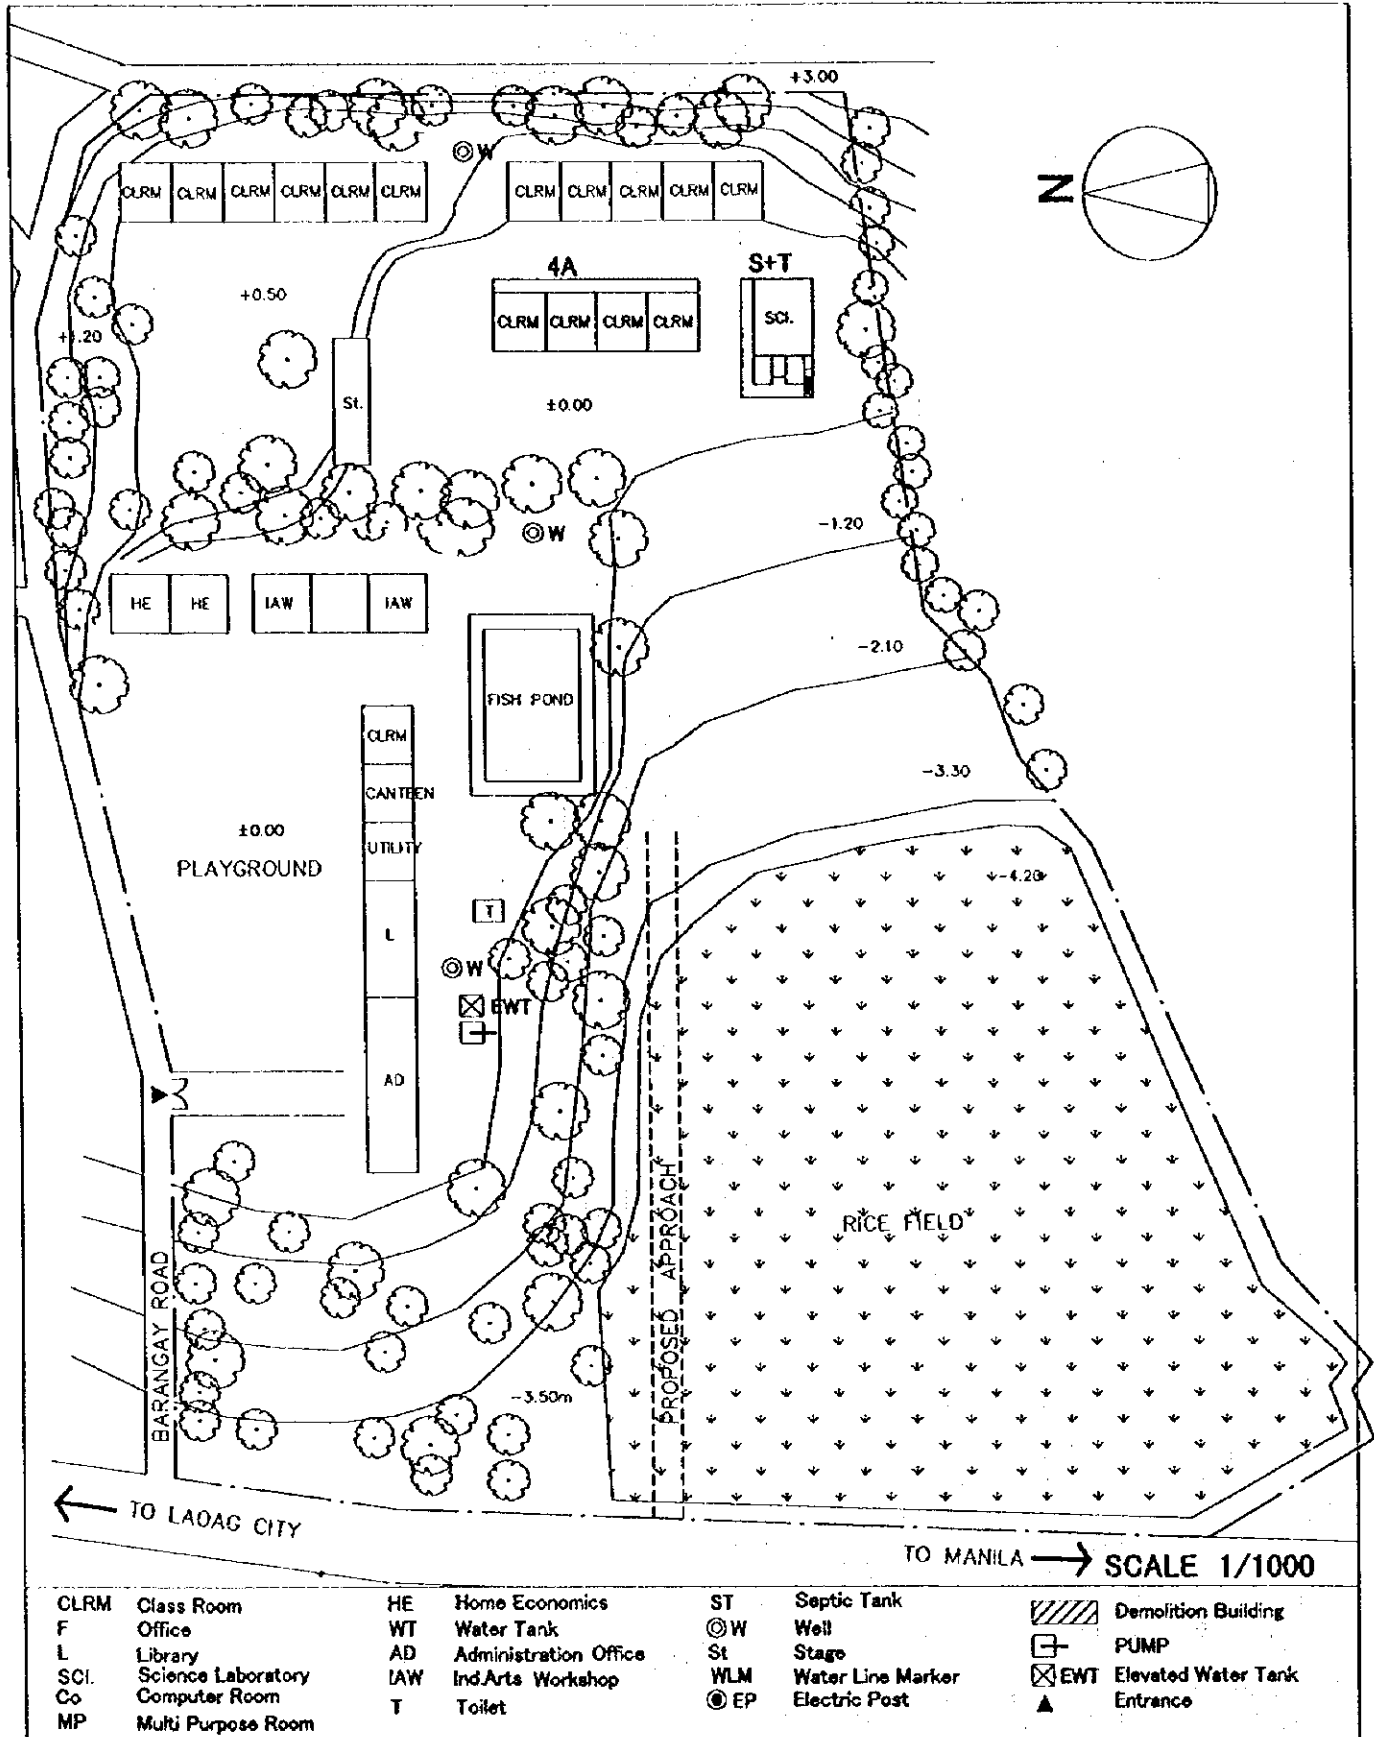 +3.00
W
CLRM CLRM CLRM CLRM CLRM CLRM CLRM CLRM CLRM CLRM CLRM
N
4A S+T
+0.50
CLRM CLRM CLRM CLRM SCI.
+1.20
St. ±0.00
-1.20
W
HE HE IAW IAW
-2.10
FISH POND
CLRM
-3.30
CANTEEN
±0.00
UTILITY
PLAYGROUND
-4.20
T
L
W
EWT
AD
PROPOSED APPROACH
RICE FIELD
BARANGAY ROAD
-3.50m
TO LAOAG CITY
TO MANILA SCALE 1/1000
CLRM Class Room HE Home Economics ST Septic Tank Demolition Building
F Office WT Water Tank W Well PUMP
L Library AD Administration Office St Stage
SCI. Science Laboratory IAW Ind.Arts Workshop WLM Water Line Marker EWT Elevated Water Tank
Co Computer Room T Toilet EP Electric Post Entrance
MP Multi Purpose Room